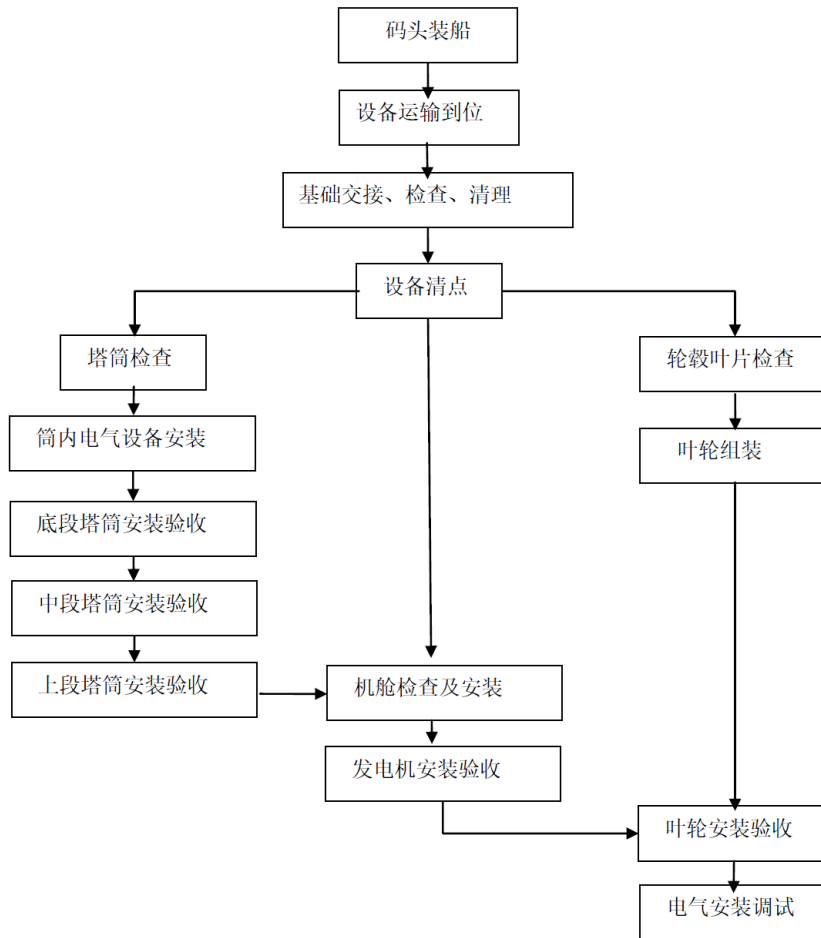 码头装船
设备运输到位
基础交接、检查、清理
设备清点
塔筒检查
轮毂叶片检查
筒内电气设备安装
叶轮组装
底段塔筒安装验收
中段塔筒安装验收
上段塔筒安装验收
机舱检查及安装
发电机安装验收
叶轮安装验收
电气安装调试